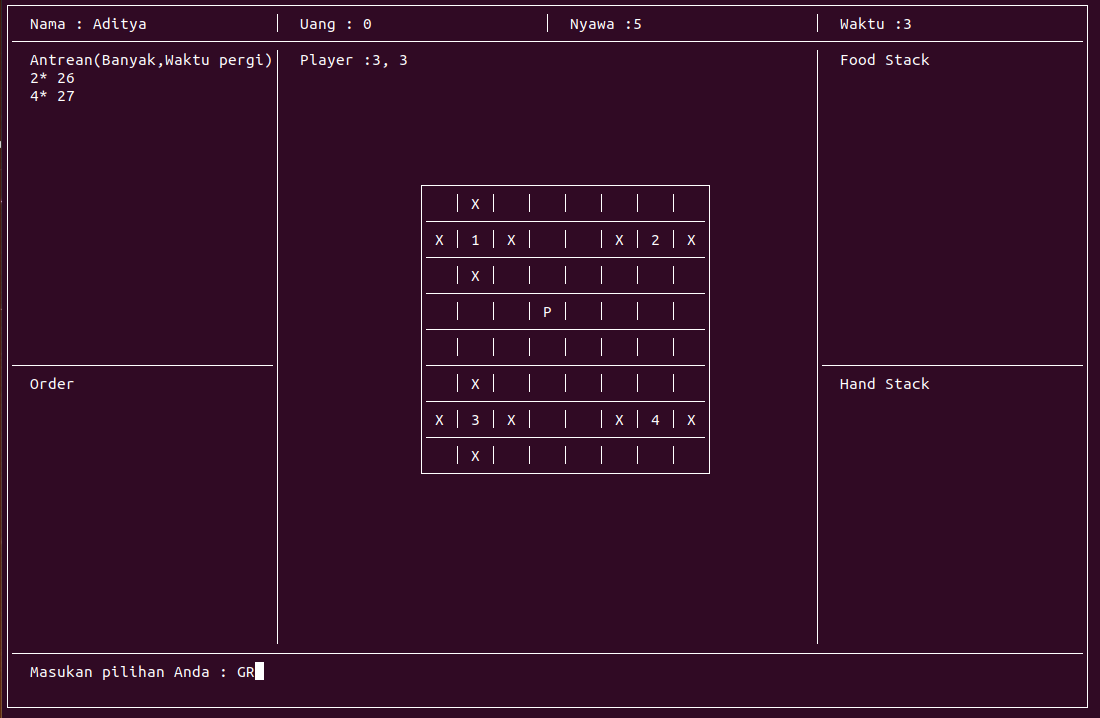 Nama : Aditya Uang : 0 Nyawa :5 Waktu :3
Antrean(Banyak,Waktu pergi)
2* 26
4* 27
Player :3, 3
Food Stack
X
X 1 X X 2 X
X
P
X
X 3 X X 4 X
X
Order
Hand Stack
Masukan pilihan Anda : GR